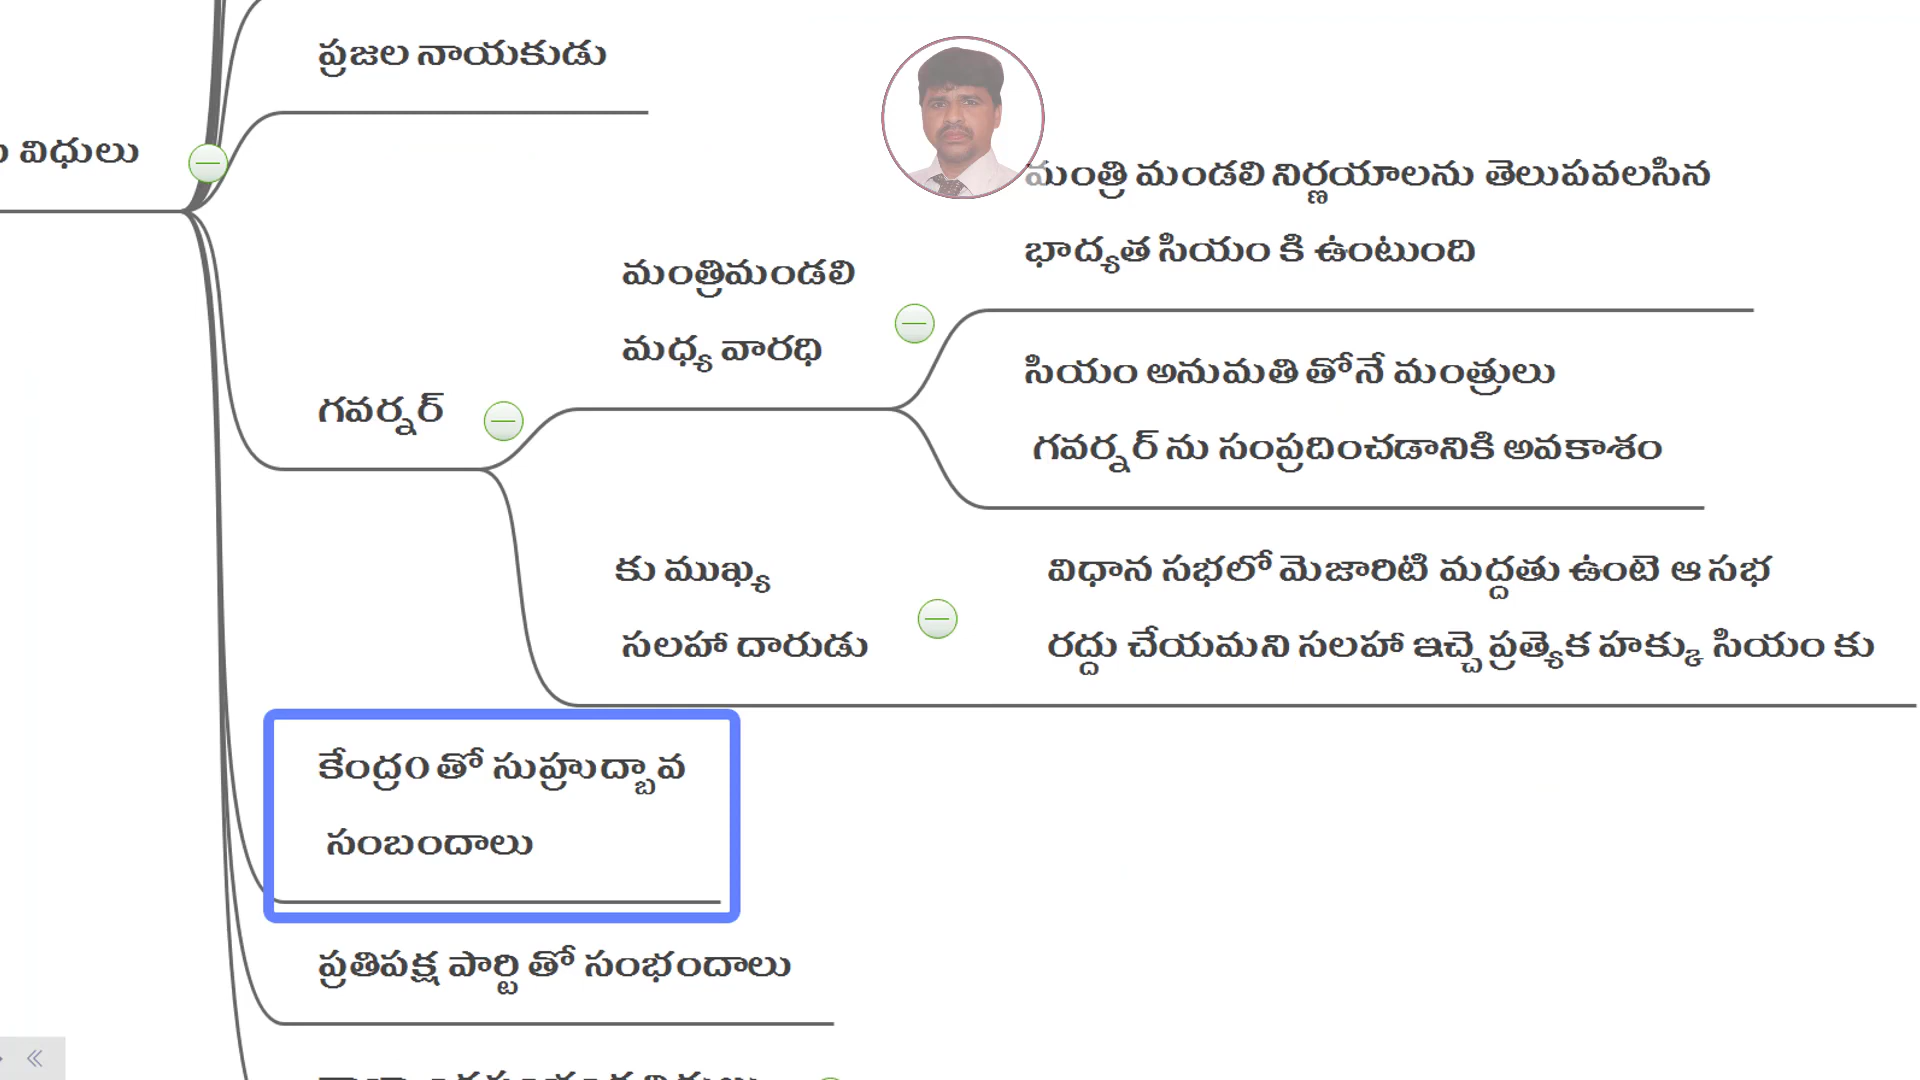 ప్రజల నాయకుడు
విధులు
మంత్రి మండలి నిర్ణయాలను తెలుపవలసిన
భాద్యత సియం కి ఉంటుంది
మంత్రిమండలి
మధ్య వారధి
సియం అనుమతి తోనే మంత్రులు
గవర్నర్ ను సంప్రదించడానికి అవకాశం
గవర్నర్
కు ముఖ్య
సలహా దారుడు
విధాన సభలో మెజారిటి మద్దతు ఉంటె ఆ సభ
రద్దు చేయమని సలహా ఇచ్చె ప్రత్యెక హక్కు సియం కు
కేంద్రం తో సుహ్రుద్భావ
సంబందాలు
ప్రతిపక్ష పార్టి తో సంభందాలు